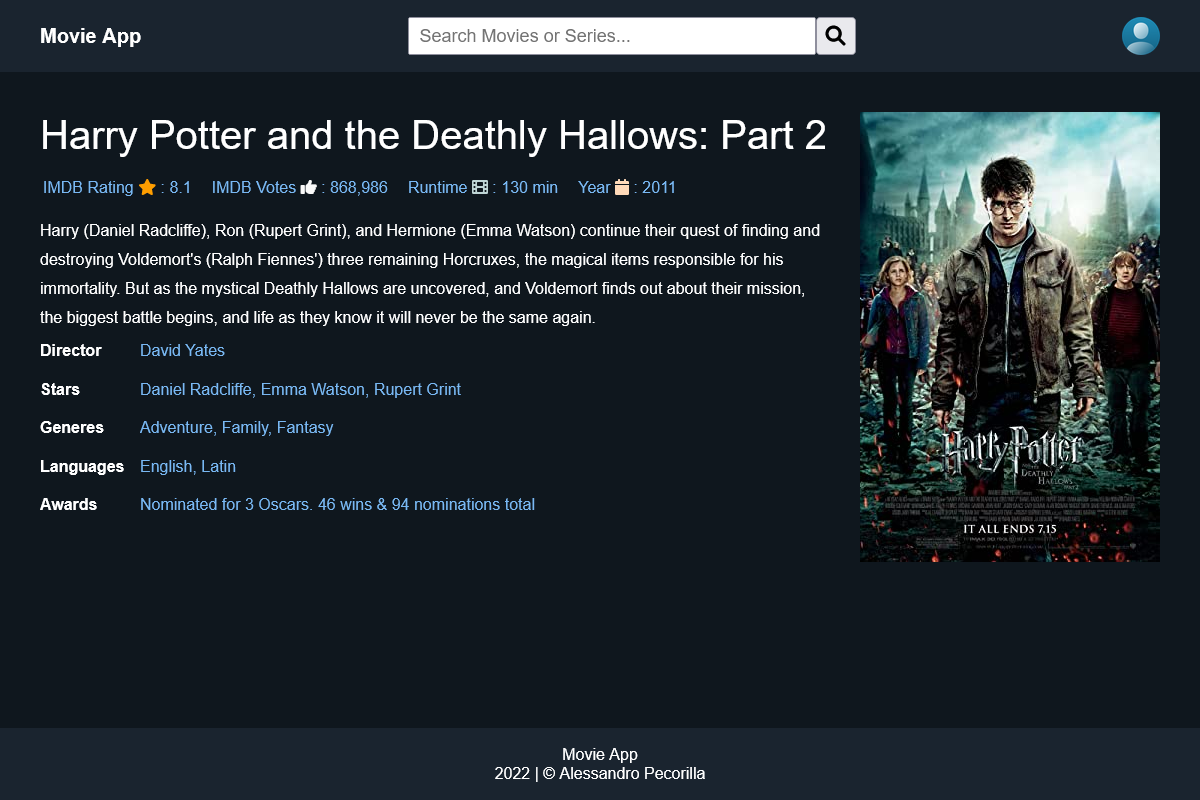 Movie App
Search Movies or Series...
Harry Potter and the Deathly Hallows: Part 2
IMDB Rating : 8.1 IMDB Votes : 868,986 Runtime : 130 min Year : 2011
Harry (Daniel Radcliffe), Ron (Rupert Grint), and Hermione (Emma Watson) continue their quest of finding and
destroying Voldemort's (Ralph Fiennes') three remaining Horcruxes, the magical items responsible for his
immortality. But as the mystical Deathly Hallows are uncovered, and Voldemort finds out about their mission,
the biggest battle begins, and life as they know it will never be the same again.
Director David Yates
Stars Daniel Radcliffe, Emma Watson, Rupert Grint
Generes Adventure, Family, Fantasy
Languages English, Latin
Awards Nominated for 3 Oscars. 46 wins & 94 nominations total
Harry Potter
AND THE
DEATHLY
HALLOWS
PART 2
IT ALL ENDS 7.15
Movie App
2022 | © Alessandro Pecorilla